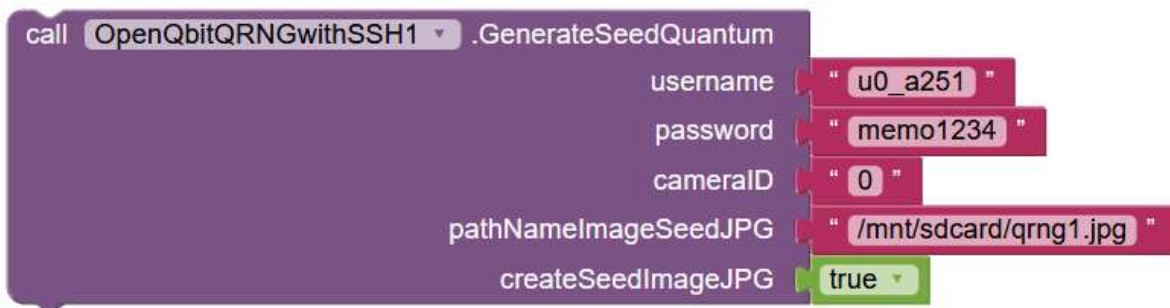 call OpenQbitQRNGwithSSH1 .GenerateSeedQuantum
username " u0_a251 "
password " memo1234 "
cameraID " 0 "
pathNameImageSeedJPG " /mnt/sdcard/qrng1.jpg "
createSeedImageJPG true